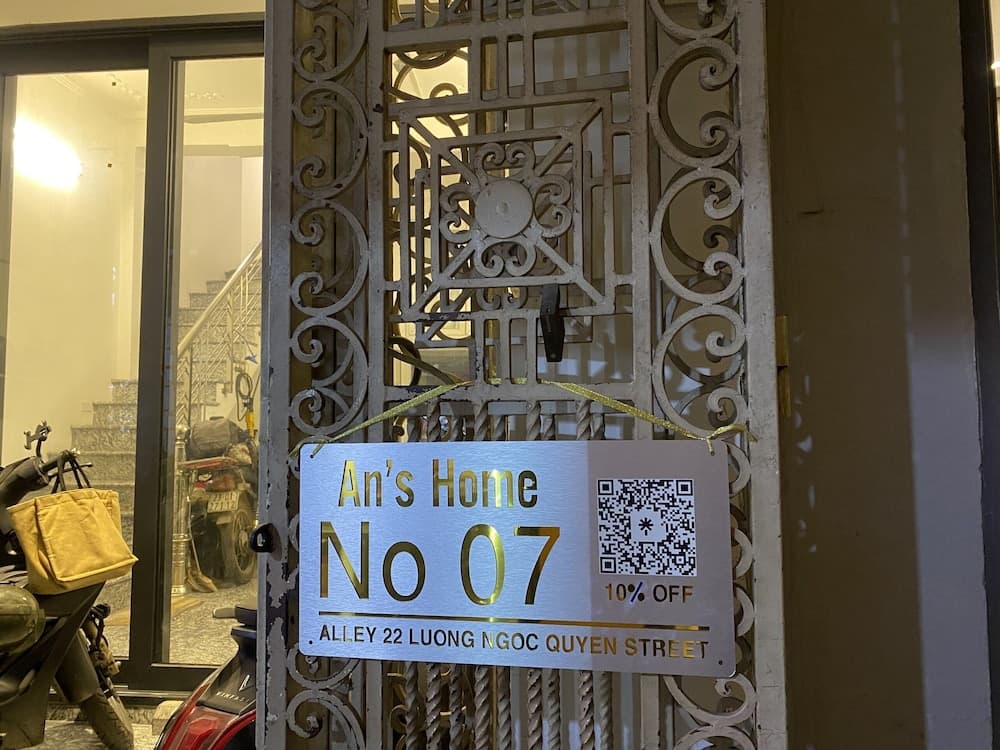 An's Home
No 07
10% OFF
ALLEY 22 LUONG NGOC QUYEN STREET